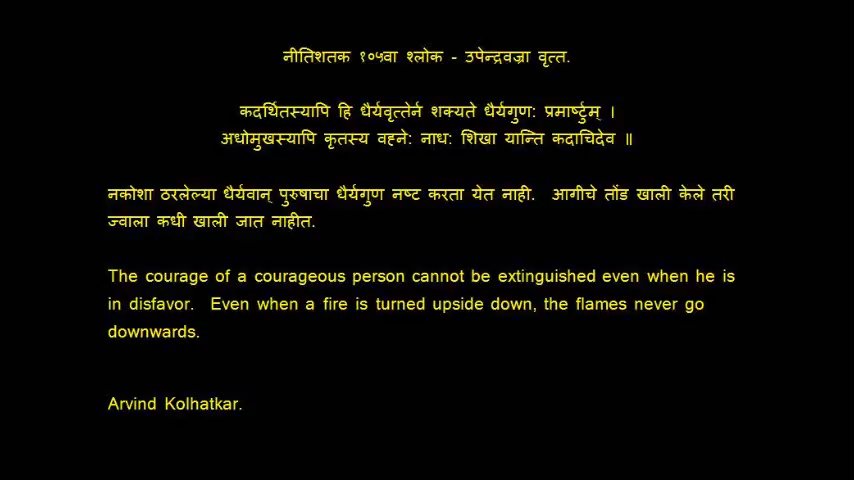 नीतिशतक १०५वा श्लोक - उपेन्द्रवज्रा वृत्त.
कदर्थितस्यापि हि धैर्यवृत्तेर्न शक्यते धैर्यगुण: प्रमार्ष्टुम् ।
अधोमुखस्यापि कृतस्य वह्ने: नाध: शिखा यान्ति कदाचिदेव ॥
नकोशा ठरलेल्या धैर्यवान् पुरुषाचा धैर्यगुण नष्ट करता येत नाही. आगीचे तोंड खाली केले तरी
ज्वाला कधी खाली जात नाहीत.
The courage of a courageous person cannot be extinguished even when he is
in disfavor. Even when a fire is turned upside down, the flames never go
downwards.
Arvind Kolhatkar.